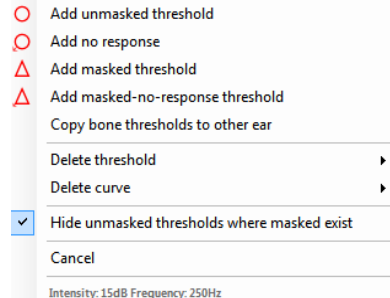 Add unmasked threshold
Add no response
Add masked threshold
Add masked-no-response threshold
Copy bone thresholds to other ear
Delete threshold
Delete curve
Hide unmasked thresholds where masked exist
Cancel
Intensity: 15dB Frequency: 250Hz